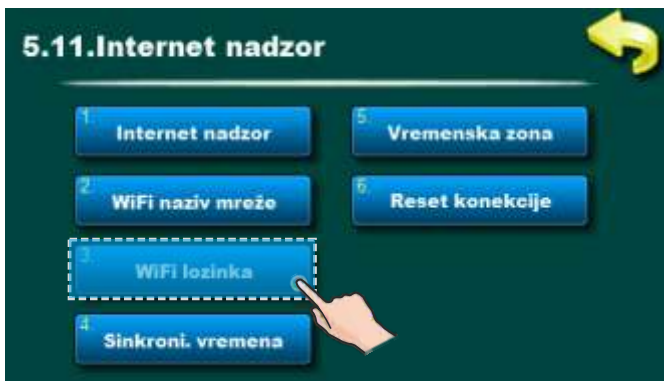 5.11.Internet nadzor
1.
Internet nadzor
2.
WiFi naziv mreže
3.
WiFi lozinka
4.
Sinkroni. vremena
5.
Vremenska zona
6.
Reset konekcije